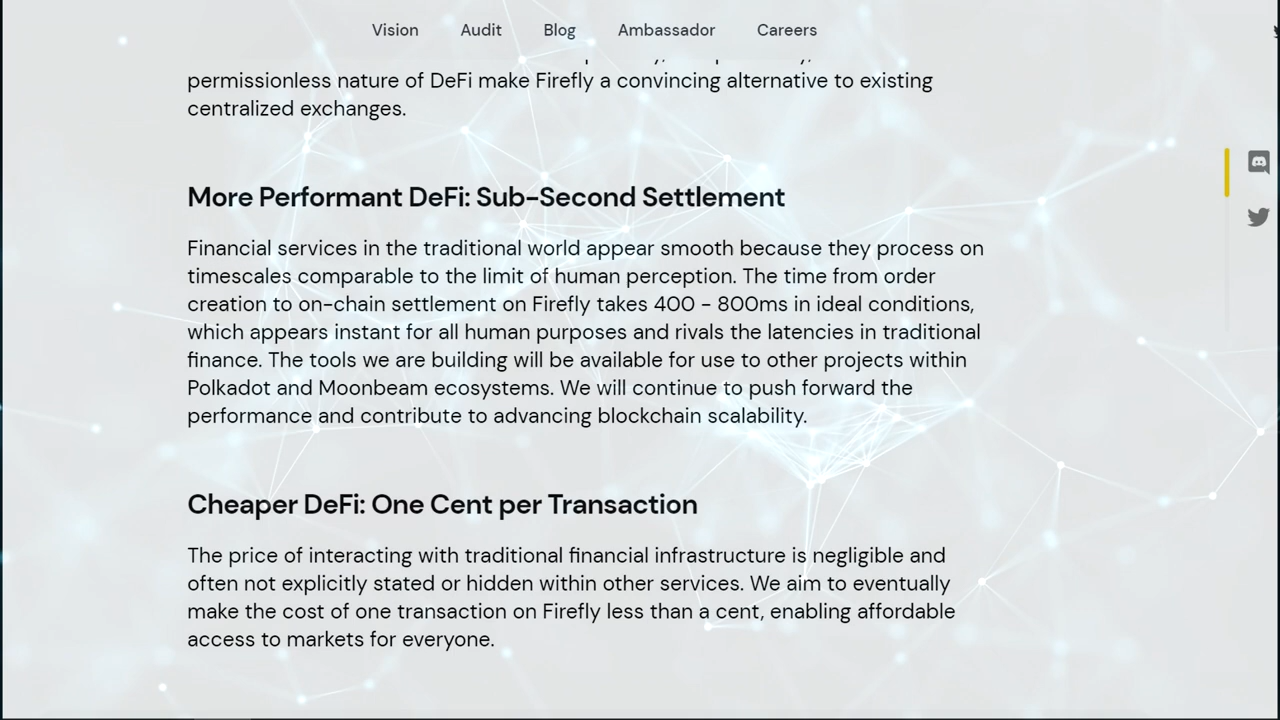 Vision Audit Blog Ambassador Careers
permissionless nature of DeFi make Firefly a convincing alternative to existing
centralized exchanges.
More Performant DeFi: Sub-Second Settlement
Financial services in the traditional world appear smooth because they process on
timescales comparable to the limit of human perception. The time from order
creation to on-chain settlement on Firefly takes 400 - 800ms in ideal conditions,
which appears instant for all human purposes and rivals the latencies in traditional
finance. The tools we are building will be available for use to other projects within
Polkadot and Moonbeam ecosystems. We will continue to push forward the
performance and contribute to advancing blockchain scalability.
Cheaper DeFi: One Cent per Transaction
The price of interacting with traditional financial infrastructure is negligible and
often not explicitly stated or hidden within other services. We aim to eventually
make the cost of one transaction on Firefly less than a cent, enabling affordable
access to markets for everyone.